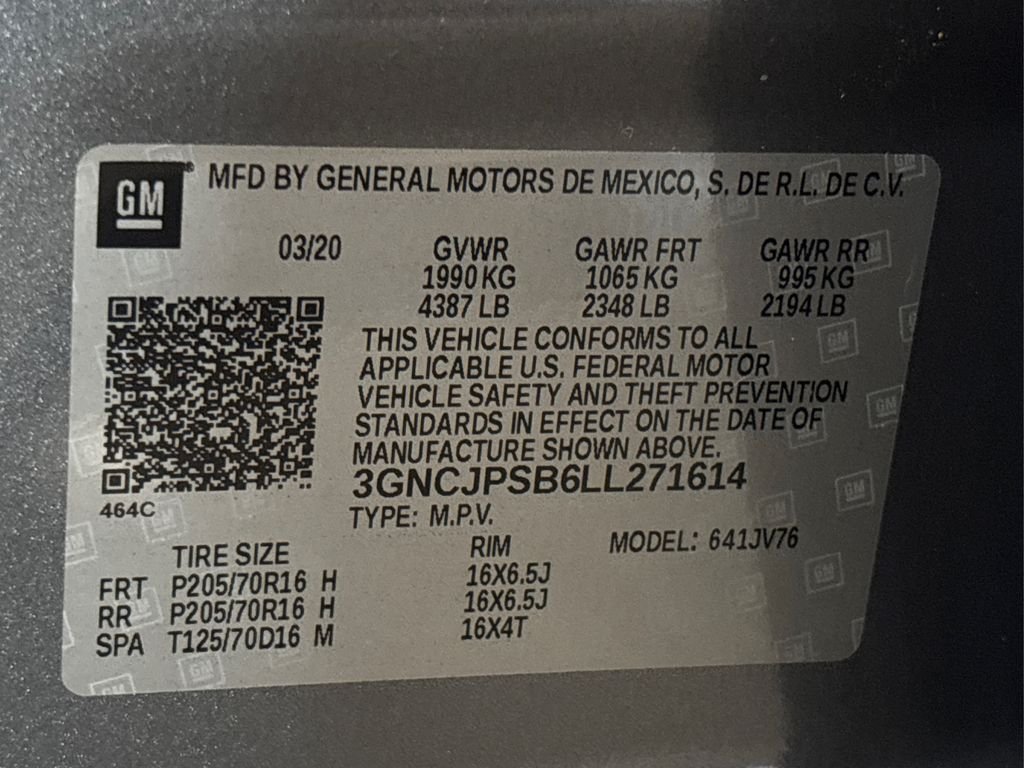 GM® MFD BY GENERAL MOTORS DE MEXICO, S. DE R.L. DE C.V.
03/20 GVWR GAWR FRT GAWR RR
1990 KG 1065 KG 995 KG
4387 LB 2348 LB 2194 LB
THIS VEHICLE CONFORMS TO ALL
APPLICABLE U.S. FEDERAL MOTOR
VEHICLE SAFETY AND THEFT PREVENTION
STANDARDS IN EFFECT ON THE DATE OF
MANUFACTURE SHOWN ABOVE.
3GNCJPSB6LL271614
464C
TYPE: M.P.V.
TIRE SIZE RIM MODEL: 641JV76
FRT P205/70R16 H 16X6.5J
RR P205/70R16 H 16X6.5J
SPA T125/70D16 M 16X4T